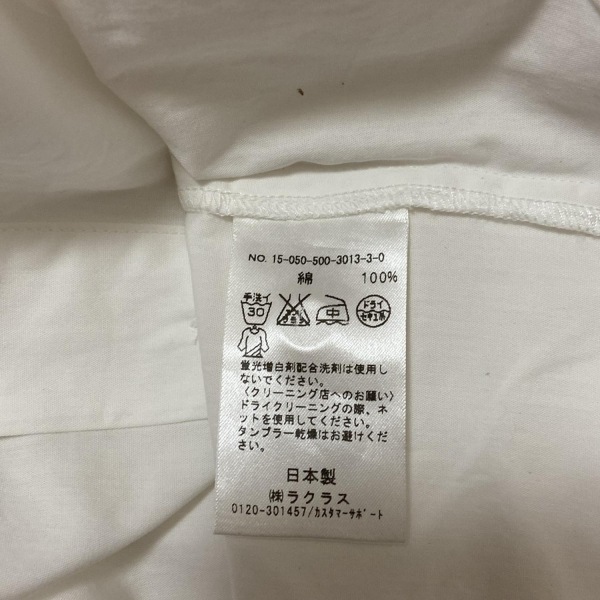 NO. 15-050-500-3013-3-0
綿 100%
手洗イ 30 中 ドライ セキユ系
蛍光増白剤配合洗剤は使用し
ないでください。
〈クリーニング店へのお願い〉
ドライクリーニングの際、ネ
ットを使用してください。
タンブラー乾燥はお避けくだ
さい。
日本製
㈱ラクラス
0120-301457/カスタマーサポート